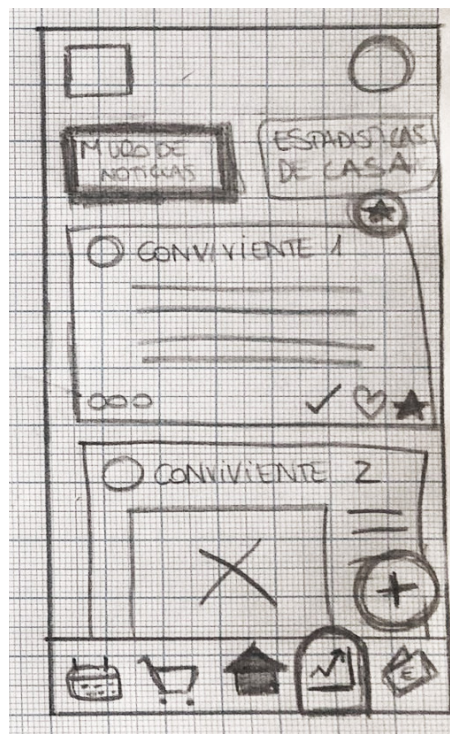 MURO DE
NOTICIAS
ESTADISTICAS
DE CASA
CONVIVIENTE 1
CONVIVIENTE 2
€